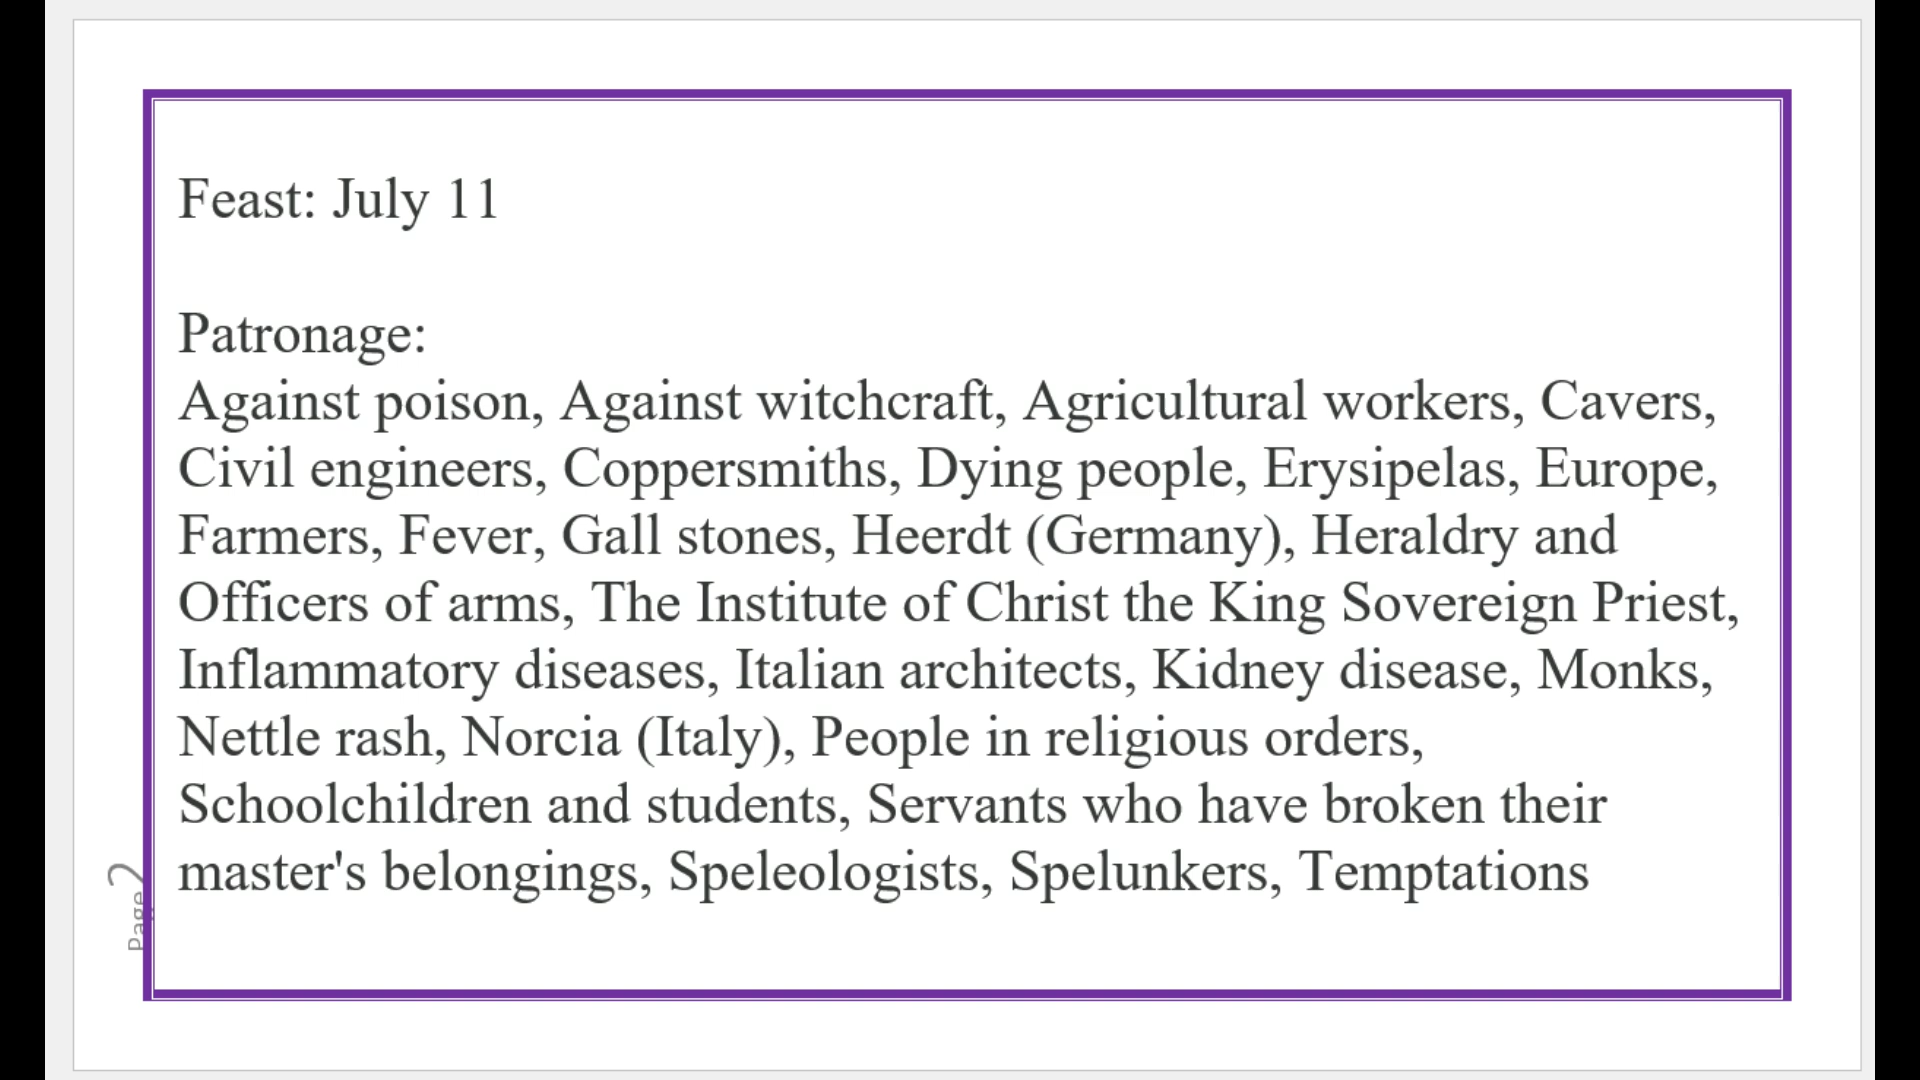 Feast: July 11
Patronage:
Against poison, Against witchcraft, Agricultural workers, Cavers,
Civil engineers, Coppersmiths, Dying people, Erysipelas, Europe,
Farmers, Fever, Gall stones, Heerdt (Germany), Heraldry and
Officers of arms, The Institute of Christ the King Sovereign Priest,
Inflammatory diseases, Italian architects, Kidney disease, Monks,
Nettle rash, Norcia (Italy), People in religious orders,
Schoolchildren and students, Servants who have broken their
master's belongings, Speleologists, Spelunkers, Temptations
Page 2